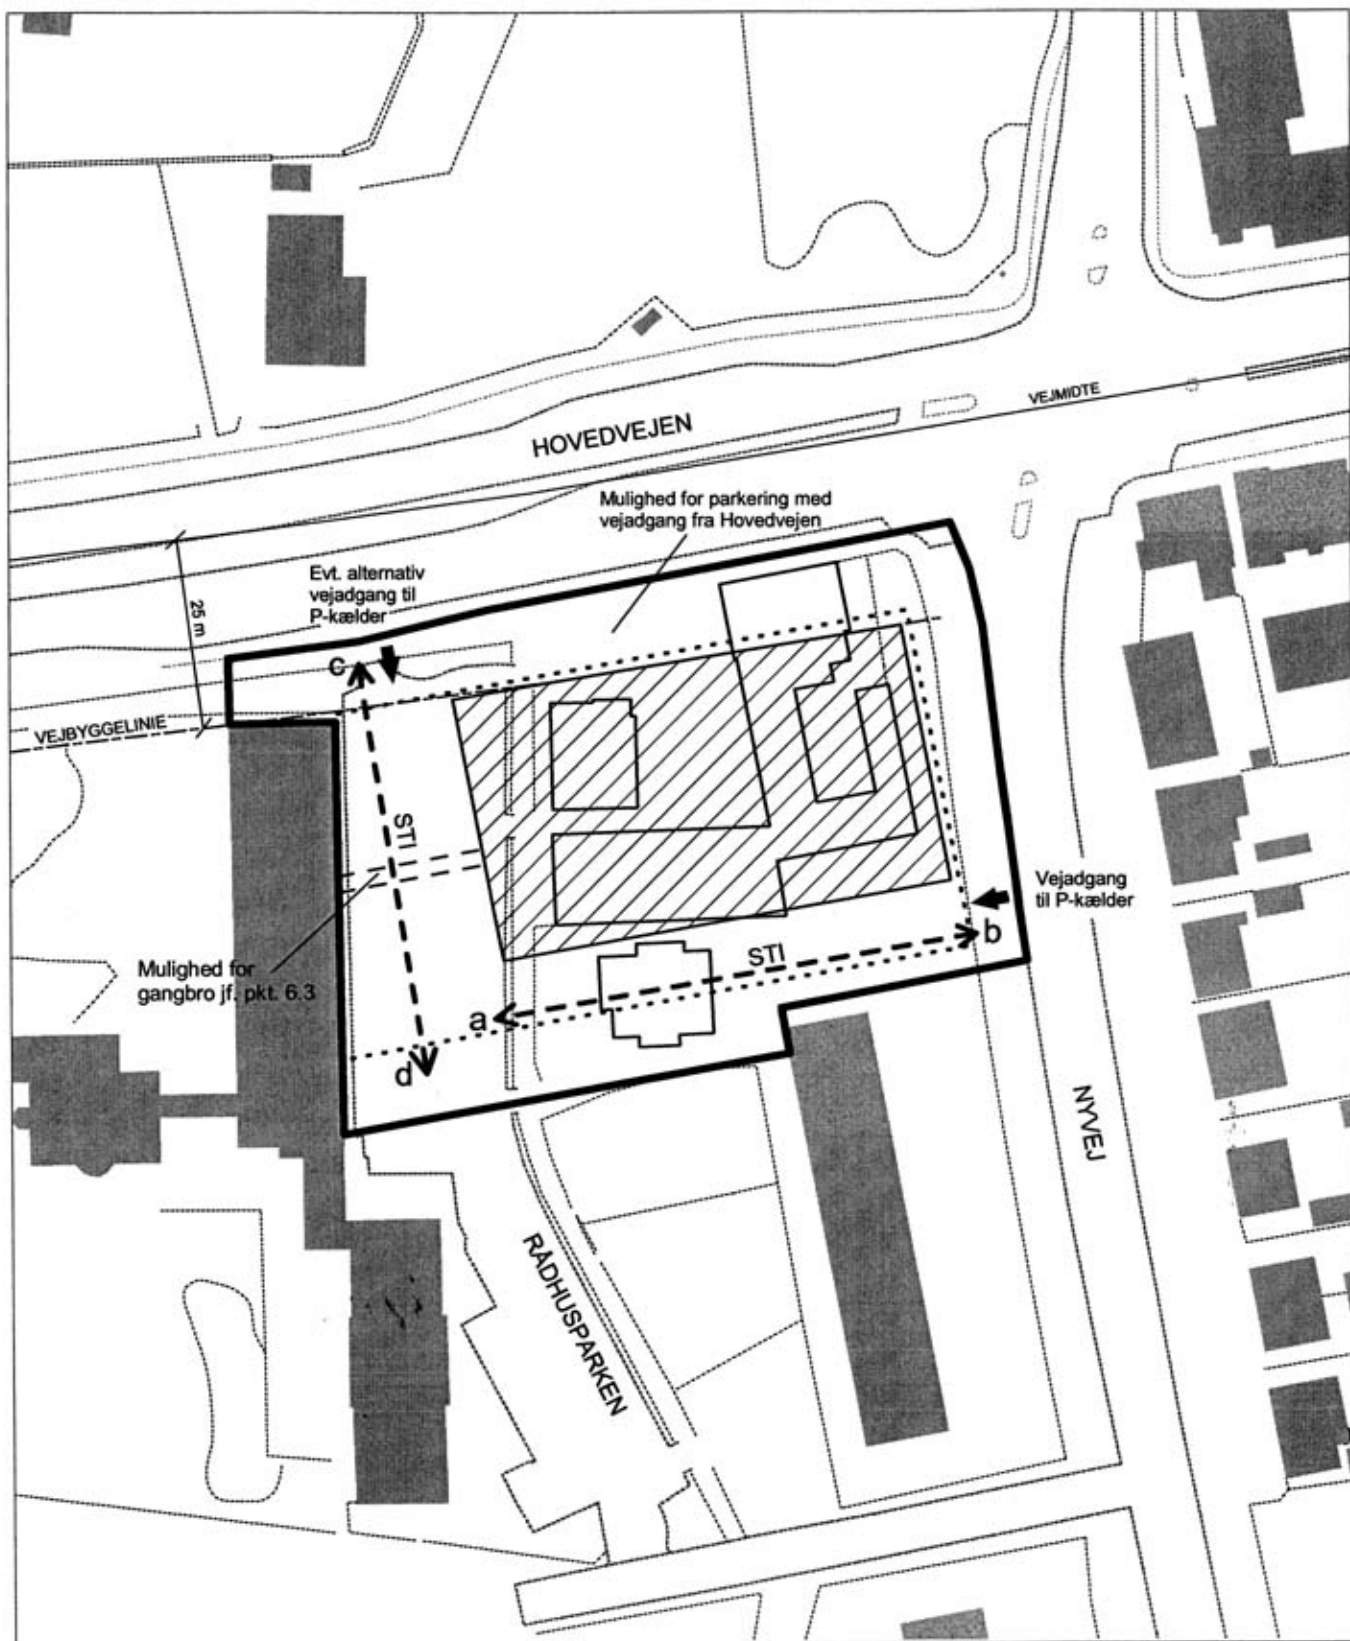 VEJMIDTE
HOVEDVEJEN
Mulighed for parkering med
vejadgang fra Hovedvejen
Evt. alternativ
vejadgang til
P-kælder
25 m
c
VEJBYGGELINIE
STI
Vejadgang
til P-kælder
b
STI
Mulighed for
gangbro jf. pkt. 6.3
a
d
NYVEJ
RÅDHUSPARKEN